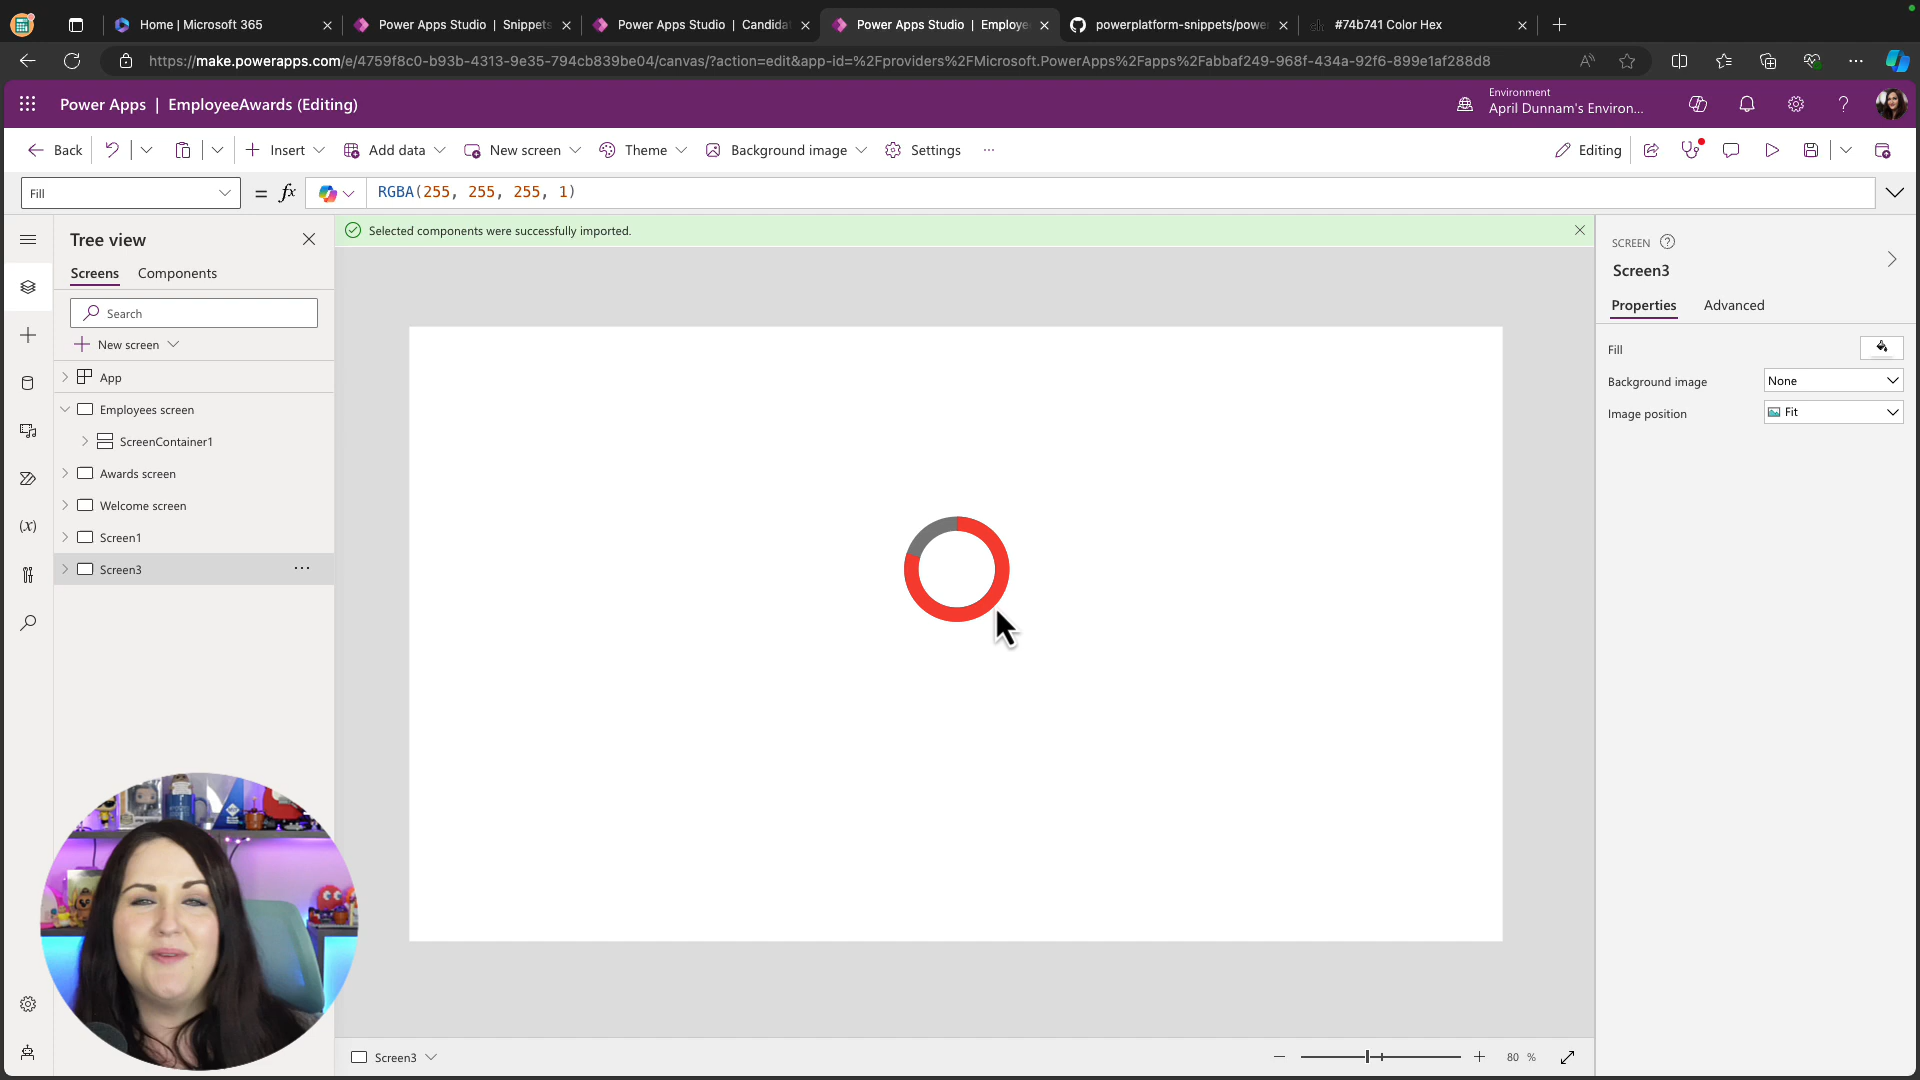 Home | Microsoft 365
Power Apps Studio | Snippets
Power Apps Studio | Candida
Power Apps Studio | Employe
powerplatform-snippets/powe
#74b741 Color Hex
https://make.powerapps.com/e/4759f8c0-b93b-4313-9e35-794cb839be04/canvas/?action=edit&app-id=%2Fproviders%2FMicrosoft.PowerApps%2Fapps%2Fabbaf249-968f-434a-92f6-899e1af288d8
Power Apps | EmployeeAwards (Editing)
Environment
April Dunnam's Environ...
Back
Insert
Add data
New screen
Theme
Background image
Settings
Editing
Fill
= fx
RGBA(255, 255, 255, 1)
Tree view
Selected components were successfully imported.
Screens
Components
Search
New screen
App
Employees screen
ScreenContainer1
Awards screen
Welcome screen
Screen1
Screen3
SCREEN
Screen3
Properties
Advanced
Fill
Background image
None
Image position
Fit
Screen3
80 %